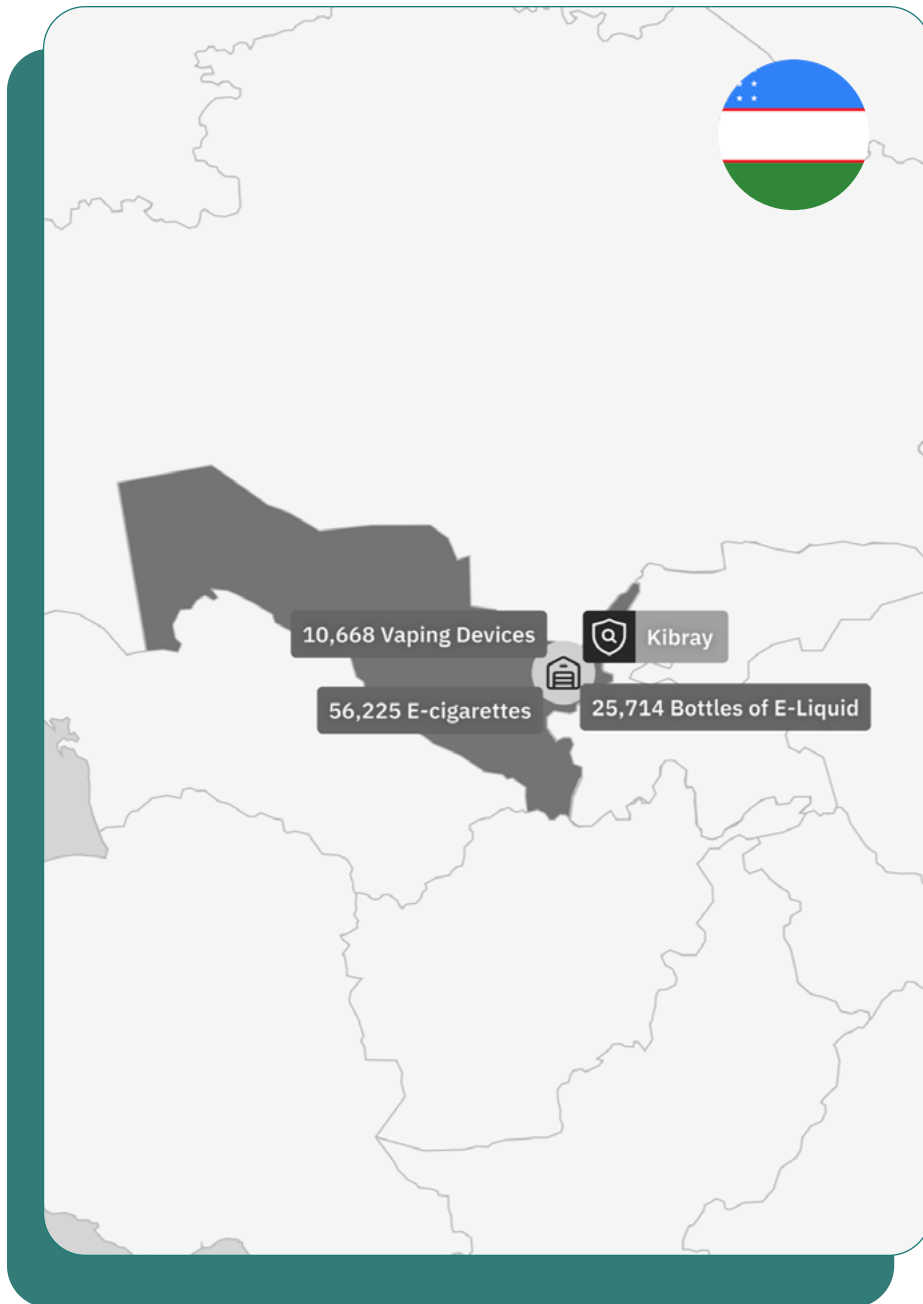 10,668 Vaping Devices
Kibray
56,225 E-cigarettes
25,714 Bottles of E-Liquid